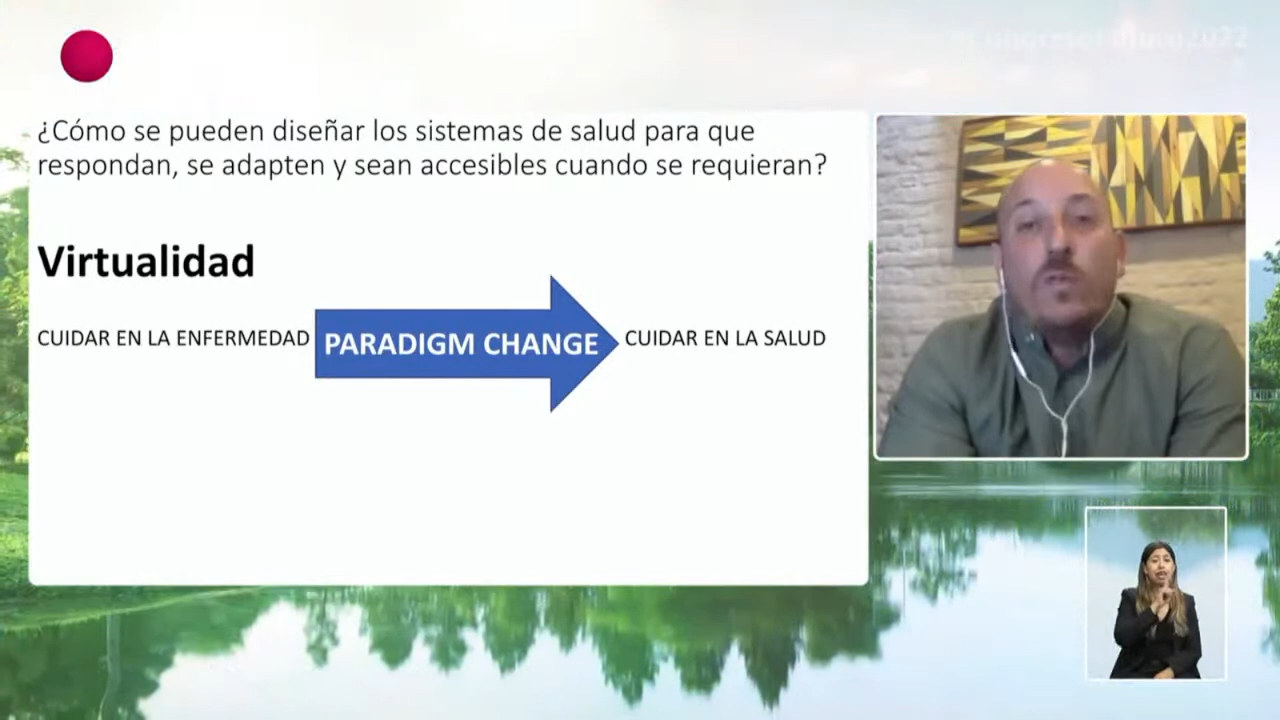 ¿Cómo se pueden diseñar los sistemas de salud para que
respondan, se adapten y sean accesibles cuando se requieran?
Virtualidad
CUIDAR EN LA ENFERMEDAD
PARADIGM CHANGE
CUIDAR EN LA SALUD